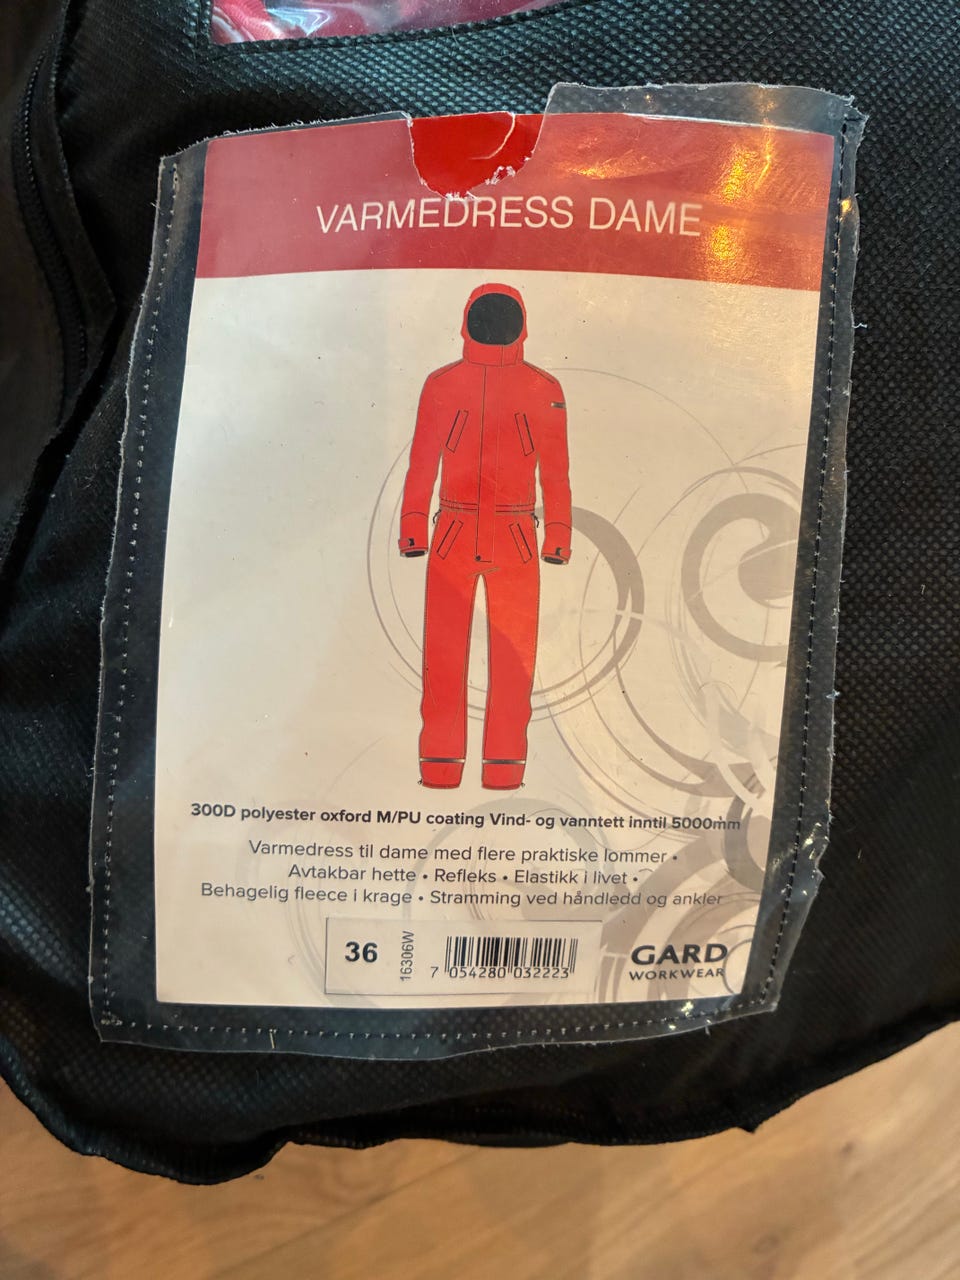 VARMEDRESS DAME
300D polyester oxford M/PU coating Vind- og vanntett inntil 5000mm
Varmedress til dame med flere praktiske lommer •
Avtakbar hette • Refleks • Elastikk i livet •
Behagelig fleece i krage • Stramming ved håndledd og ankler
36
16306W
7 054280 032223
GARD
WORKWEAR